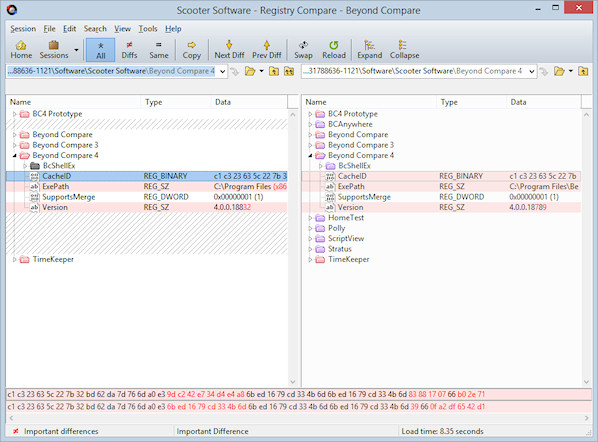 Scooter Software - Registry Compare - Beyond Compare
Session File Edit Search View Tools Help
Home Sessions All Diffs Same Copy Next Diff Prev Diff Swap Reload Expand Collapse
...88636-1121\Software\Scooter Software\Beyond Compare 4 ...31788636-1121\Software\Scooter Software\Beyond Compare 4
Name Type Data Name Type Data
BC4 Prototype BC4 Prototype
BCAnywhere
Beyond Compare Beyond Compare
Beyond Compare 3 Beyond Compare 3
Beyond Compare 4 Beyond Compare 4
BcShellEx BcShellEx
CacheID REG_BINARY c1 c3 23 63 5c 22 7b 3 CacheID REG_BINARY c1 c3 23 63 5c 22 7b
ExePath REG_SZ C:\Program Files (x86 ExePath REG_SZ C:\Program Files\Be
SupportsMerge REG_DWORD 0x00000001 (1) SupportsMerge REG_DWORD 0x00000001 (1)
Version REG_SZ 4.0.0.18832 Version REG_SZ 4.0.0.18789
HomeTest
Polly
ScriptView
Stratus
TimeKeeper TimeKeeper
c1 c3 23 63 5c 22 7b 32 bd 62 da 7d 76 6d a0 e3 9d c2 42 e7 34 d4 e4 a8 6b ed 16 79 cd 33 4b 6d 6b ed 16 79 cd 33 4b 6d 83 88 17 07 66 b0 2e 71
c1 c3 23 63 5c 22 7b 32 bd 62 da 7d 76 6d a0 e3 6b ed 16 79 cd 33 4b 6d 6b ed 16 79 cd 33 4b 6d 6b ed 16 79 cd 33 4b 6d 39 66 0f a2 df 65 42 d1
Important differences Important Difference Load time: 8.35 seconds